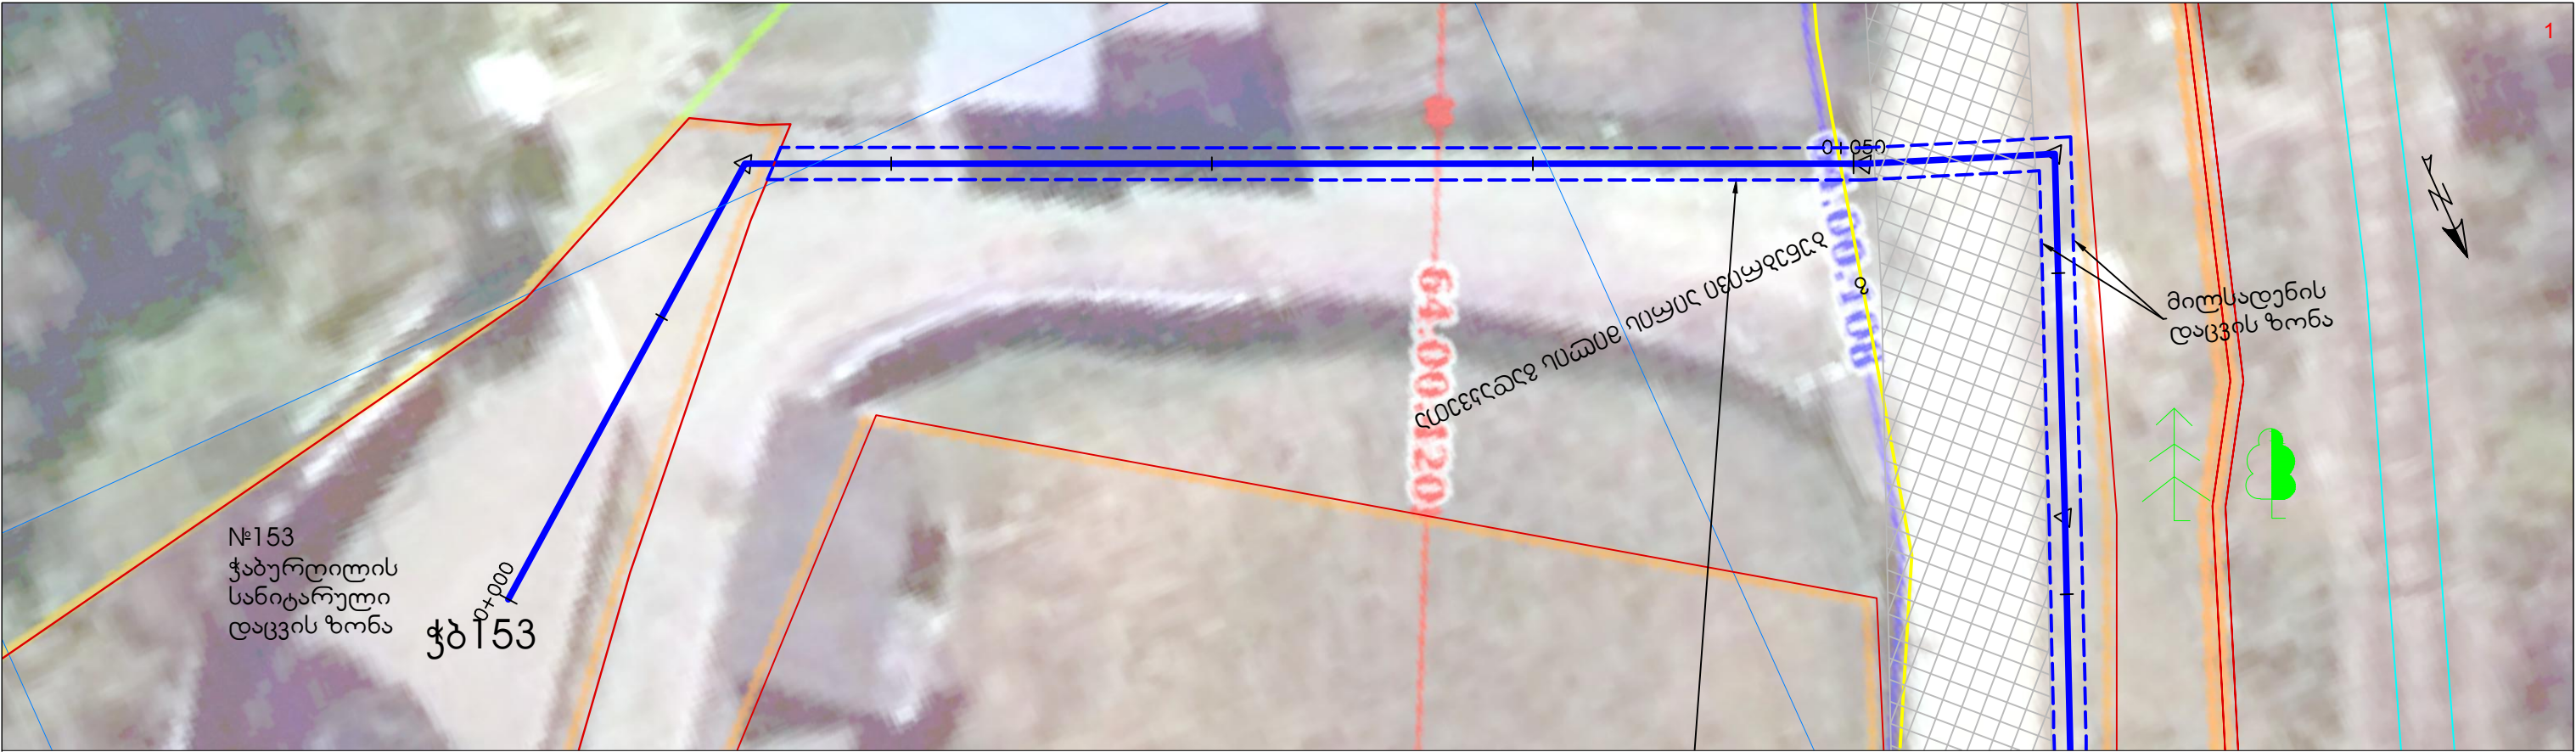 1
0+050
64.00.120
მილსადენის
დაცვის ზონა
№153
ჭაბურღილის
სანიტარული
დაცვის ზონა
0+000
ჭბ153
N